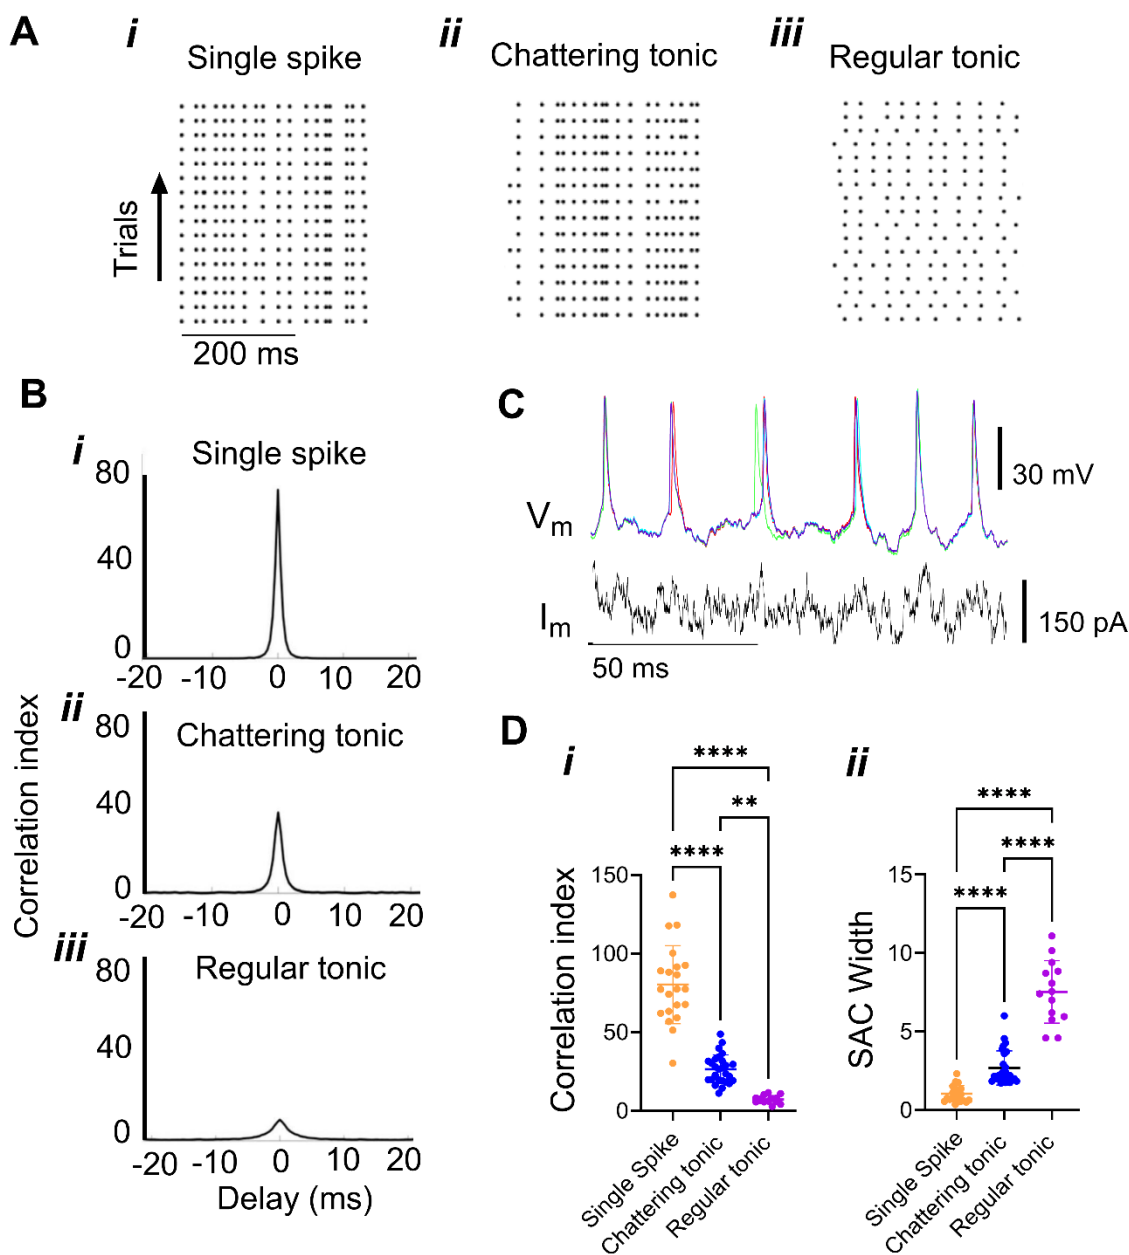 A
i
Single spike
ii
Chattering tonic
iii
Regular tonic
Trials
200 ms
B
i
Single spike
80
40
0
-20 -10 0 10 20
ii
Chattering tonic
80
40
0
-20 -10 0 10 20
iii
Regular tonic
80
40
0
-20 -10 0 10 20
Correlation index
Delay (ms)
C
30 mV
Vm
Im
150 pA
50 ms
D
i
****
**
****
150
100
50
0
Correlation index
Single Spike
Chattering tonic
Regular tonic
ii
****
****
****
15
10
5
0
SAC Width
Single Spike
Chattering tonic
Regular tonic